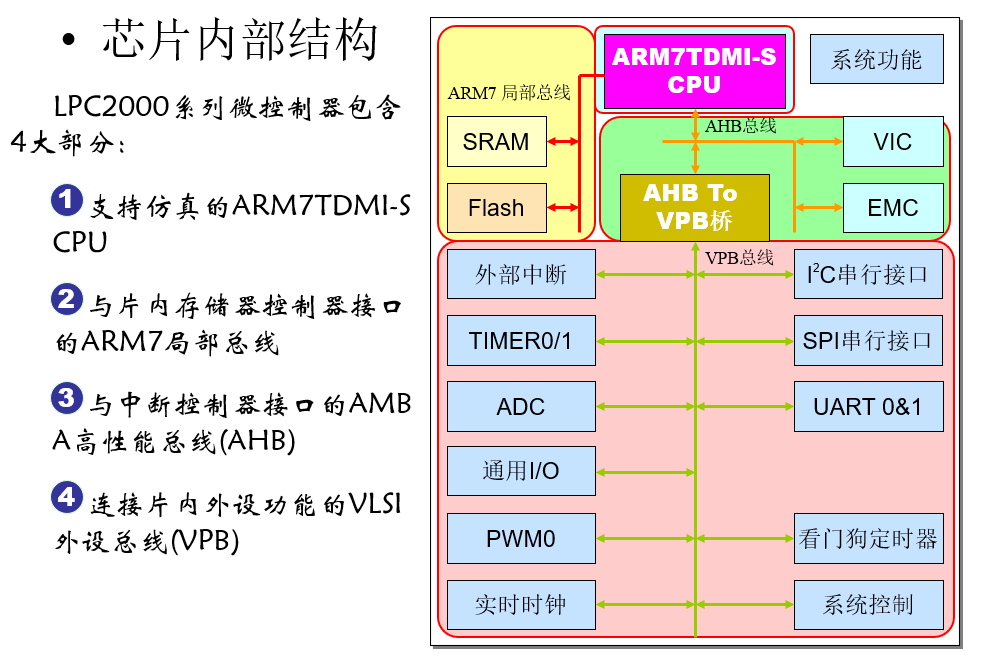 • 芯片内部结构
LPC2000系列微控制器包含
4大部分：
1 支持仿真的ARM7TDMI-S
CPU
2 与片内存储器控制器接口
的ARM7局部总线
3 与中断控制器接口的AMB
A高性能总线(AHB)
4 连接片内外设功能的VLSI
外设总线(VPB)
ARM7TDMI-S
CPU
系统功能
ARM7 局部总线
AHB总线
SRAM
VIC
Flash
AHB To
VPB桥
EMC
VPB总线
外部中断
I²C串行接口
TIMER0/1
SPI串行接口
ADC
UART 0&1
通用I/O
PWM0
看门狗定时器
实时时钟
系统控制